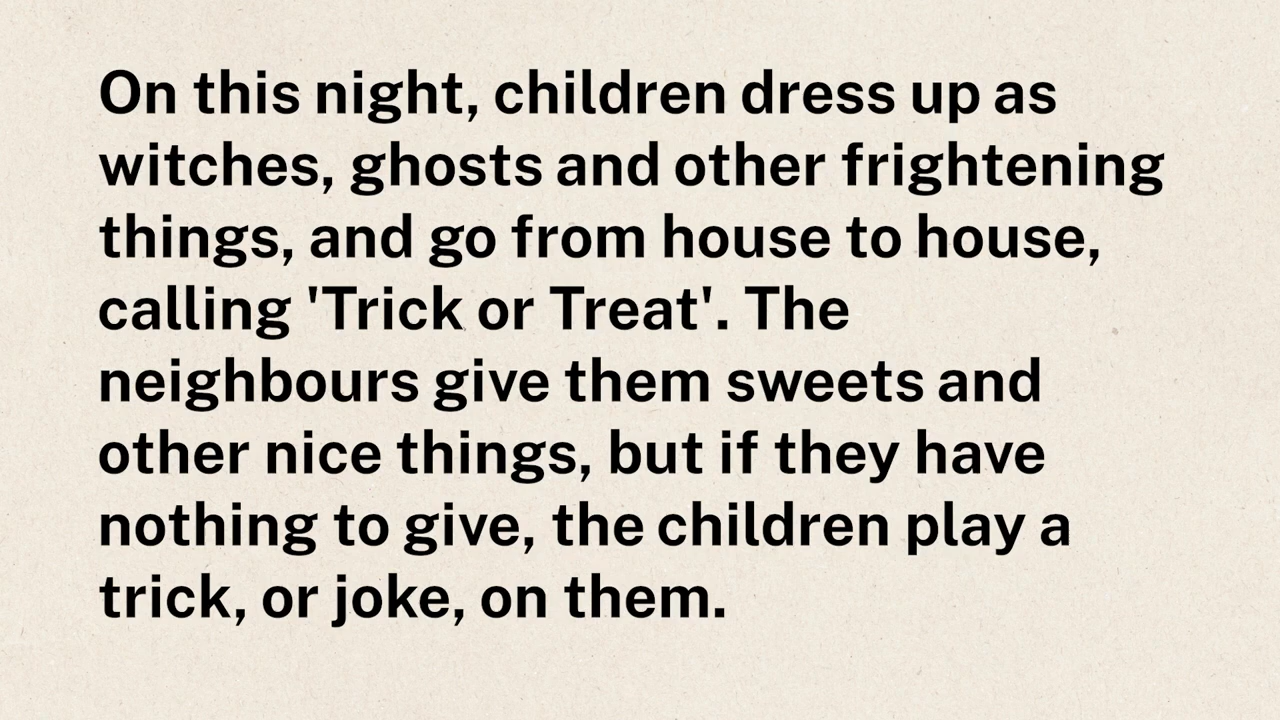 On this night, children dress up as
witches, ghosts and other frightening
things, and go from house to house,
calling 'Trick or Treat'. The
neighbours give them sweets and
other nice things, but if they have
nothing to give, the children play a
trick, or joke, on them.